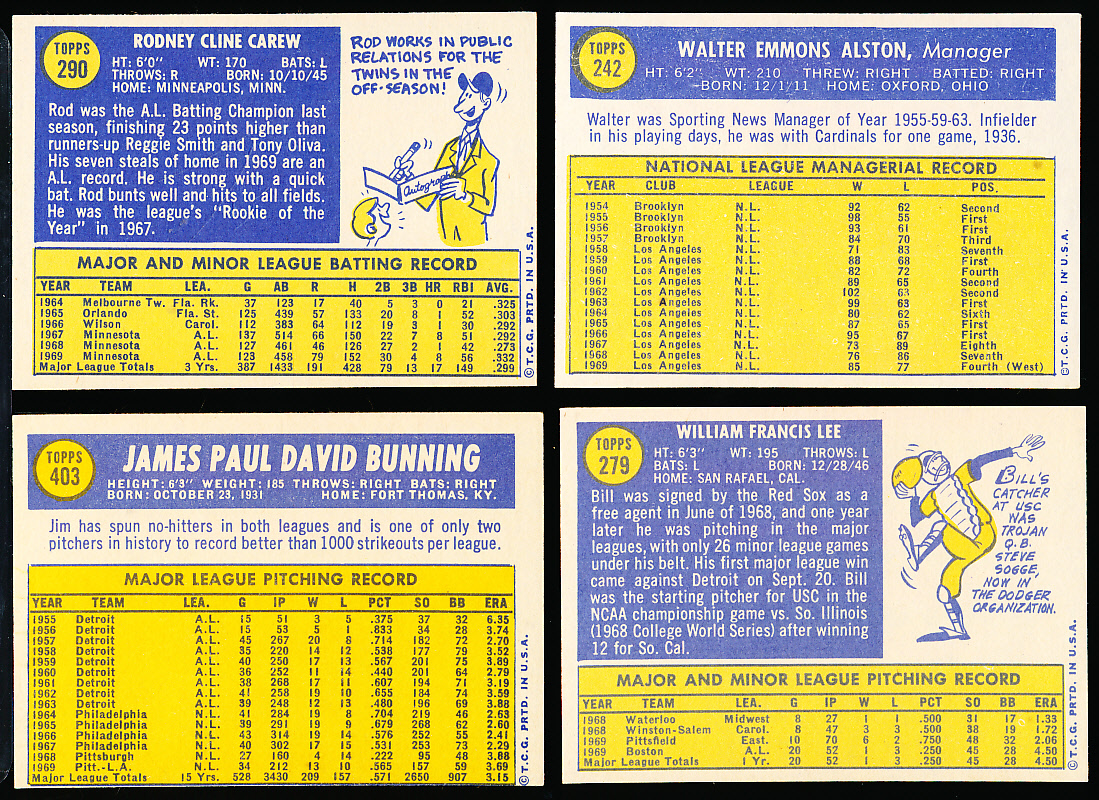 TOPPS
290
RODNEY CLINE CAREW
HT: 6'0" WT: 170 BATS: L
THROWS: R BORN: 10/10/45
HOME: MINNEAPOLIS, MINN.
Rod was the A.L. Batting Champion last
season, finishing 23 points higher than
runners-up Reggie Smith and Tony Oliva.
His seven steals of home in 1969 are an
A.L. record. He is strong with a quick
bat. Rod bunts well and hits to all fields.
He was the league's "Rookie of the
Year" in 1967.
ROD WORKS IN PUBLIC
RELATIONS FOR THE
TWINS IN THE
OFF-SEASON!
Autographs
MAJOR AND MINOR LEAGUE BATTING RECORD
YEAR TEAM LEA. G AB R H 2B 3B HR RBI AVG.
1964 Melbourne Tw. Fla. Rk. 37 123 17 40 5 3 0 21 .325
1965 Orlando Fla. St. 125 439 57 133 20 8 1 52 .303
1966 Wilson Carol. 112 383 64 112 19 3 1 30 .292
1967 Minnesota A.L. 137 514 66 150 22 7 8 51 .292
1968 Minnesota A.L. 127 461 46 126 27 2 1 42 .273
1969 Minnesota A.L. 123 458 79 152 30 4 8 56 .332
Major League Totals 3 Yrs. 387 1433 191 428 79 13 17 149 .299
© T.C.G. PRTD. IN U.S.A.
TOPPS
242
WALTER EMMONS ALSTON, Manager
HT: 6'2" WT: 210 THREW: RIGHT BATTED: RIGHT
BORN: 12/1/11 HOME: OXFORD, OHIO
Walter was Sporting News Manager of Year 1955-59-63. Infielder
in his playing days, he was with Cardinals for one game, 1936.
NATIONAL LEAGUE MANAGERIAL RECORD
YEAR CLUB LEAGUE W L POS.
1954 Brooklyn N.L. 92 62 Second
1955 Brooklyn N.L. 98 55 First
1956 Brooklyn N.L. 93 61 First
1957 Brooklyn N.L. 84 70 Third
1958 Los Angeles N.L. 71 83 Seventh
1959 Los Angeles N.L. 88 68 First
1960 Los Angeles N.L. 82 72 Fourth
1961 Los Angeles N.L. 89 65 Second
1962 Los Angeles N.L. 102 63 Second
1963 Los Angeles N.L. 99 63 First
1964 Los Angeles N.L. 80 62 Sixth
1965 Los Angeles N.L. 87 65 First
1966 Los Angeles N.L. 95 67 First
1967 Los Angeles N.L. 73 89 Eighth
1968 Los Angeles N.L. 76 86 Seventh
1969 Los Angeles N.L. 85 77 Fourth (West)
© T.C.G. PRTD. IN U.S.A.
TOPPS
403
JAMES PAUL DAVID BUNNING
HEIGHT: 6'3" WEIGHT: 185 THROWS: RIGHT BATS: RIGHT
BORN: OCTOBER 23, 1931 HOME: FORT THOMAS, KY.
Jim has spun no-hitters in both leagues and is one of only two
pitchers in history to record better than 1000 strikeouts per league.
MAJOR LEAGUE PITCHING RECORD
YEAR TEAM LEA. G IP W L PCT SO BB ERA
1955 Detroit A.L. 15 51 3 5 .375 37 32 6.35
1956 Detroit A.L. 15 53 5 1 .833 34 28 3.74
1957 Detroit A.L. 45 267 20 8 .714 182 72 2.70
1958 Detroit A.L. 35 220 14 12 .538 177 79 3.52
1959 Detroit A.L. 40 250 17 13 .567 201 75 3.89
1960 Detroit A.L. 36 252 11 14 .440 201 64 2.79
1961 Detroit A.L. 38 268 17 11 .607 194 71 3.19
1962 Detroit A.L. 41 258 19 10 .655 184 74 3.59
1963 Detroit A.L. 39 248 12 13 .480 196 69 3.88
1964 Philadelphia N.L. 41 284 19 8 .704 219 46 2.63
1965 Philadelphia N.L. 39 291 19 9 .679 268 62 2.60
1966 Philadelphia N.L. 43 314 19 14 .576 252 55 2.41
1967 Philadelphia N.L. 40 302 17 15 .531 253 73 2.29
1968 Pittsburgh N.L. 27 160 4 14 .222 95 48 3.88
1969 Pitt.-L.A. N.L. 34 212 13 10 .565 157 59 3.69
Major League Totals 15 Yrs. 528 3430 209 157 .571 2650 907 3.15
© T.C.G. PRTD. IN U.S.A.
TOPPS
279
WILLIAM FRANCIS LEE
HT: 6'3" WT: 195 THROWS: L
BATS: L BORN: 12/28/46
HOME: SAN RAFAEL, CAL.
Bill was signed by the Red Sox as a
free agent in June of 1968, and one year
later he was pitching in the major
leagues, with only 26 minor league games
under his belt. His first major league win
came against Detroit on Sept. 20. Bill
was the starting pitcher for USC in the
NCAA championship game vs. So. Illinois
(1968 College World Series) after winning
12 for So. Cal.
BILL'S
CATCHER
AT USC
WAS
TROJAN
Q.B.
STEVE
SOGGE,
NOW IN
THE DODGER
ORGANIZATION.
MAJOR AND MINOR LEAGUE PITCHING RECORD
YEAR TEAM LEA. G IP W L PCT SO BB ERA
1968 Waterloo Midwest 8 27 1 1 .500 31 17 1.33
1968 Winston-Salem Carol. 8 47 3 3 .500 38 19 1.72
1969 Pittsfield East. 10 70 6 2 .750 48 32 2.06
1969 Boston A.L. 20 52 1 3 .250 45 28 4.50
Major League Totals 1 Yr. 20 52 1 3 .250 45 28 4.50
© T.C.G. PRTD. IN U.S.A.